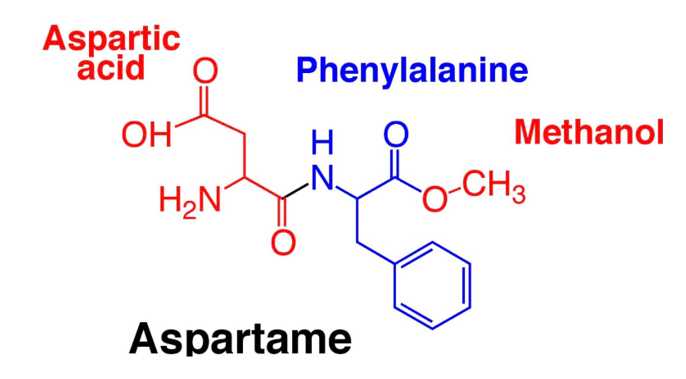 Aspartic
acid
Phenylalanine
Methanol
O
OH
H
N
O
O
CH3
H2N
O
Aspartame